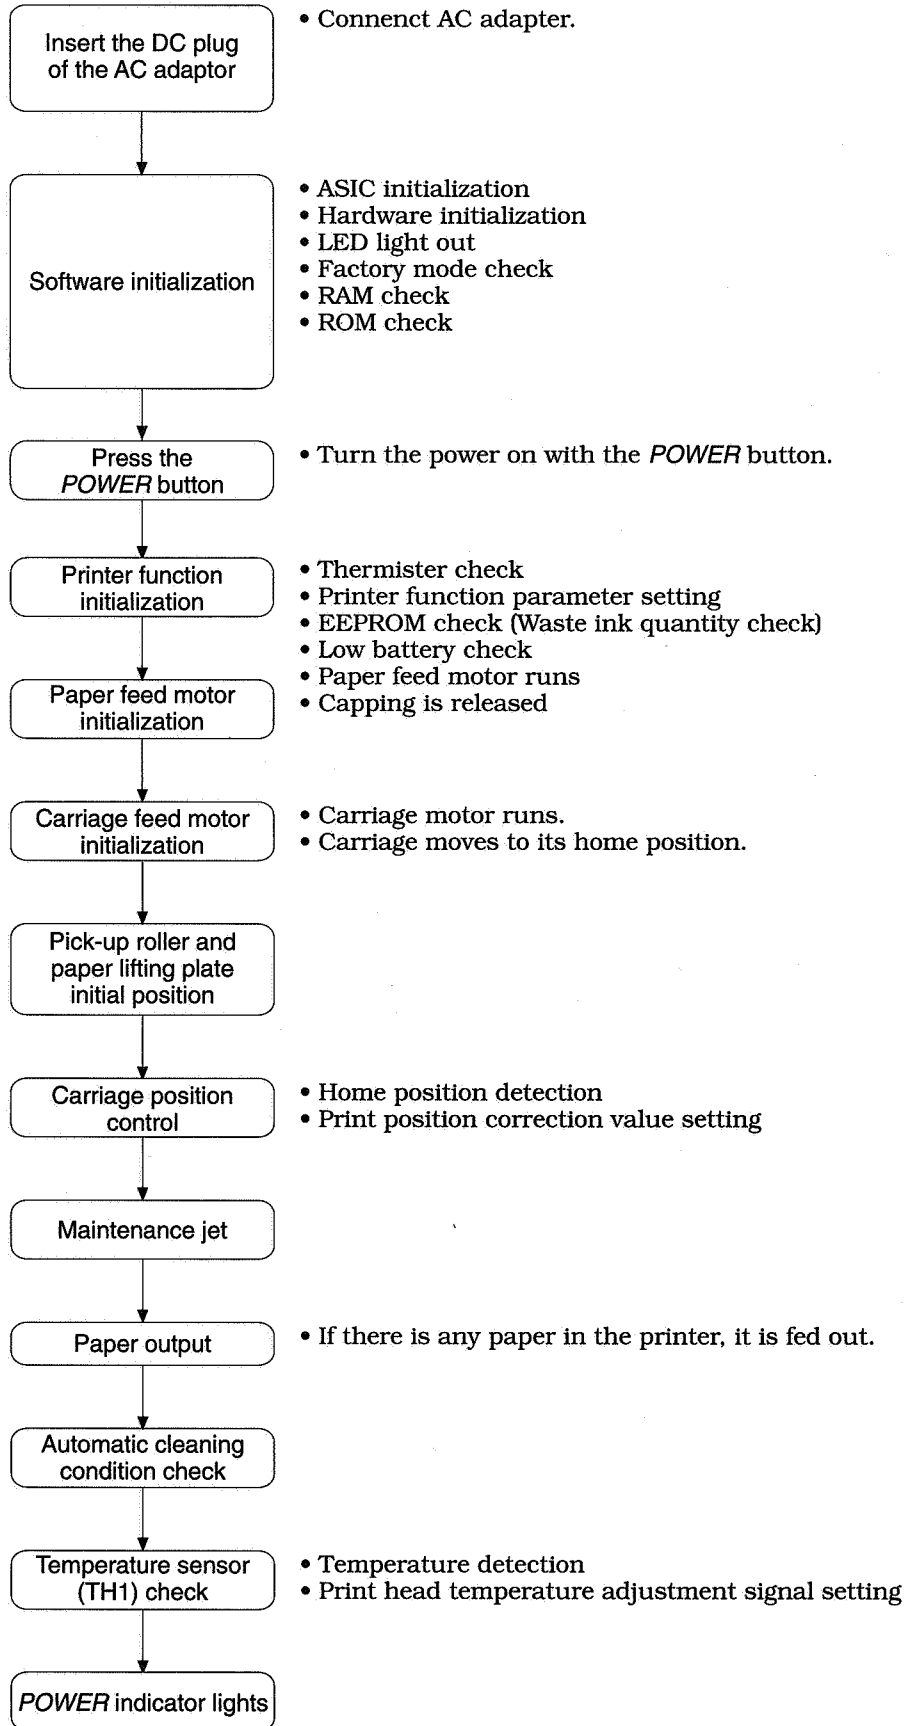 Insert the DC plug
of the AC adaptor
• Connenct AC adapter.
Software initialization
• ASIC initialization
• Hardware initialization
• LED light out
• Factory mode check
• RAM check
• ROM check
Press the
POWER button
• Turn the power on with the POWER button.
Printer function
initialization
• Thermister check
• Printer function parameter setting
• EEPROM check (Waste ink quantity check)
• Low battery check
• Paper feed motor runs
• Capping is released
Paper feed motor
initialization
Carriage feed motor
initialization
• Carriage motor runs.
• Carriage moves to its home position.
Pick-up roller and
paper lifting plate
initial position
Carriage position
control
• Home position detection
• Print position correction value setting
Maintenance jet
Paper output
• If there is any paper in the printer, it is fed out.
Automatic cleaning
condition check
Temperature sensor
(TH1) check
• Temperature detection
• Print head temperature adjustment signal setting
POWER indicator lights